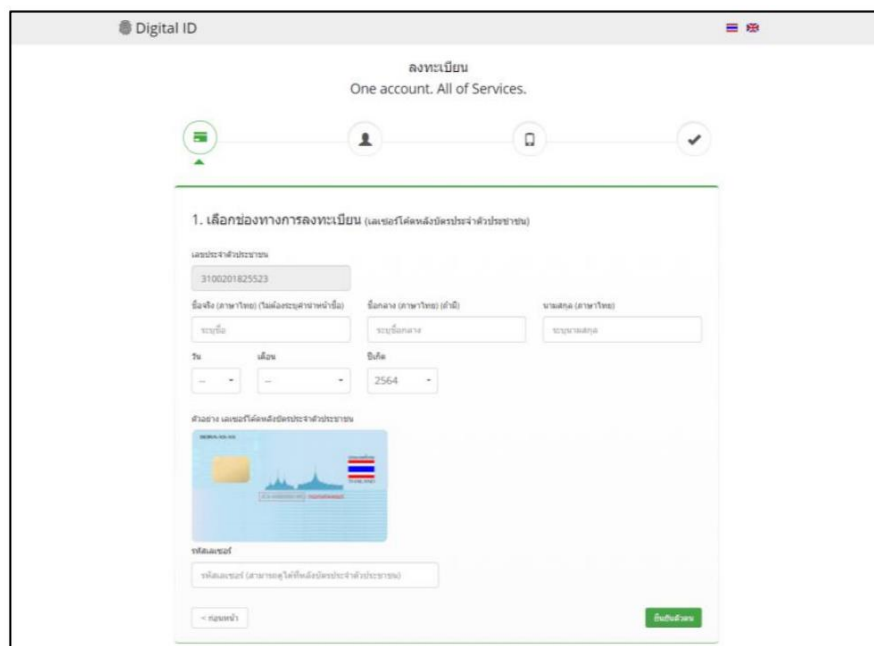 Digital ID
ลงทะเบียน
One account. All of Services.
1. เลือกช่องทางการลงทะเบียน (เลเซอร์โค้ดหลังบัตรประจำตัวประชาชน)
เลขประจำตัวประชาชน
3100201825523
ชื่อจริง (ภาษาไทย) (ไม่ต้องระบุคำนำหน้าชื่อ) ชื่อกลาง (ภาษาไทย) (ถ้ามี) นามสกุล (ภาษาไทย)
ระบุชื่อ ระบุชื่อกลาง ระบุนามสกุล
วัน เดือน ปีเกิด
-- -- 2564
ตัวอย่าง เลเซอร์โค้ดหลังบัตรประจำตัวประชาชน
รหัสเลเซอร์
รหัสเลเซอร์ (สามารถดูได้ที่หลังบัตรประจำตัวประชาชน)
< ก่อนหน้า ยืนยันตัวตน